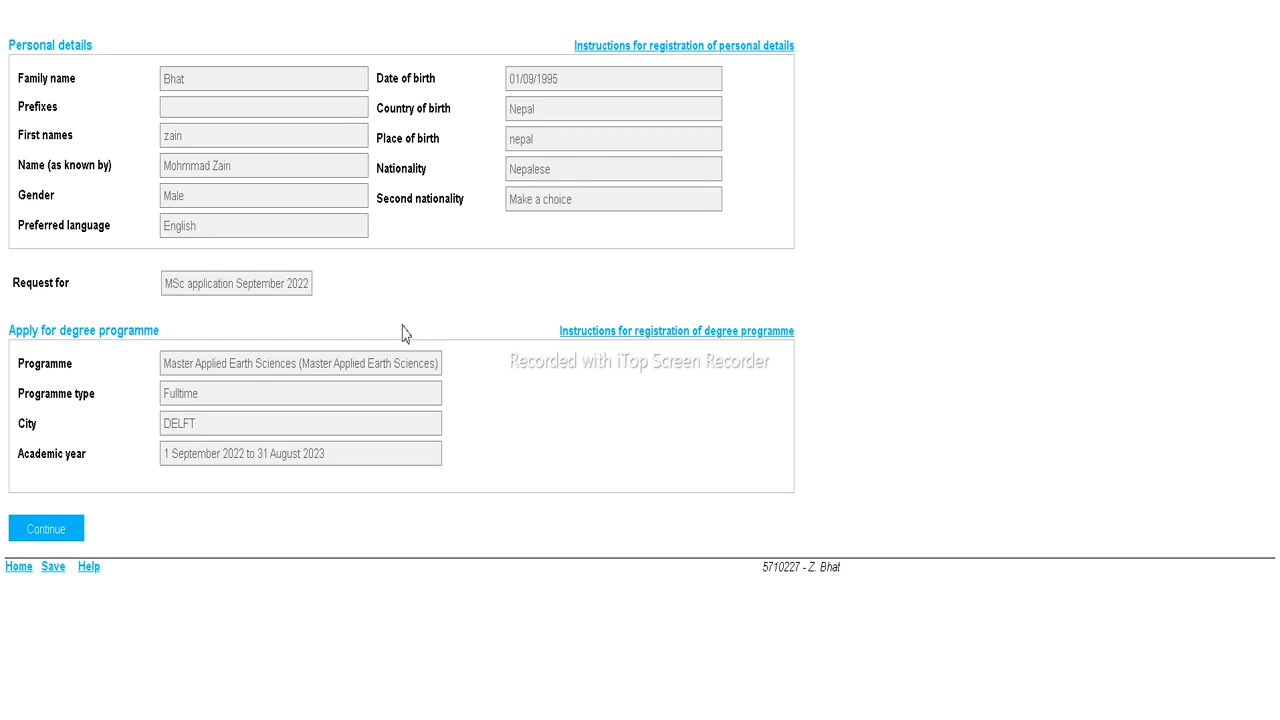 Personal details
Instructions for registration of personal details
Family name Bhat
Prefixes
First names zain
Name (as known by) Mohmmad Zain
Gender Male
Preferred language English
Date of birth 01/09/1995
Country of birth Nepal
Place of birth nepal
Nationality Nepalese
Second nationality Make a choice
Request for MSc application September 2022
Apply for degree programme
Instructions for registration of degree programme
Programme Master Applied Earth Sciences (Master Applied Earth Sciences)
Recorded with iTop Screen Recorder
Programme type Fulltime
City DELFT
Academic year 1 September 2022 to 31 August 2023
Continue
Home Save Help
5710227 - Z. Bhat